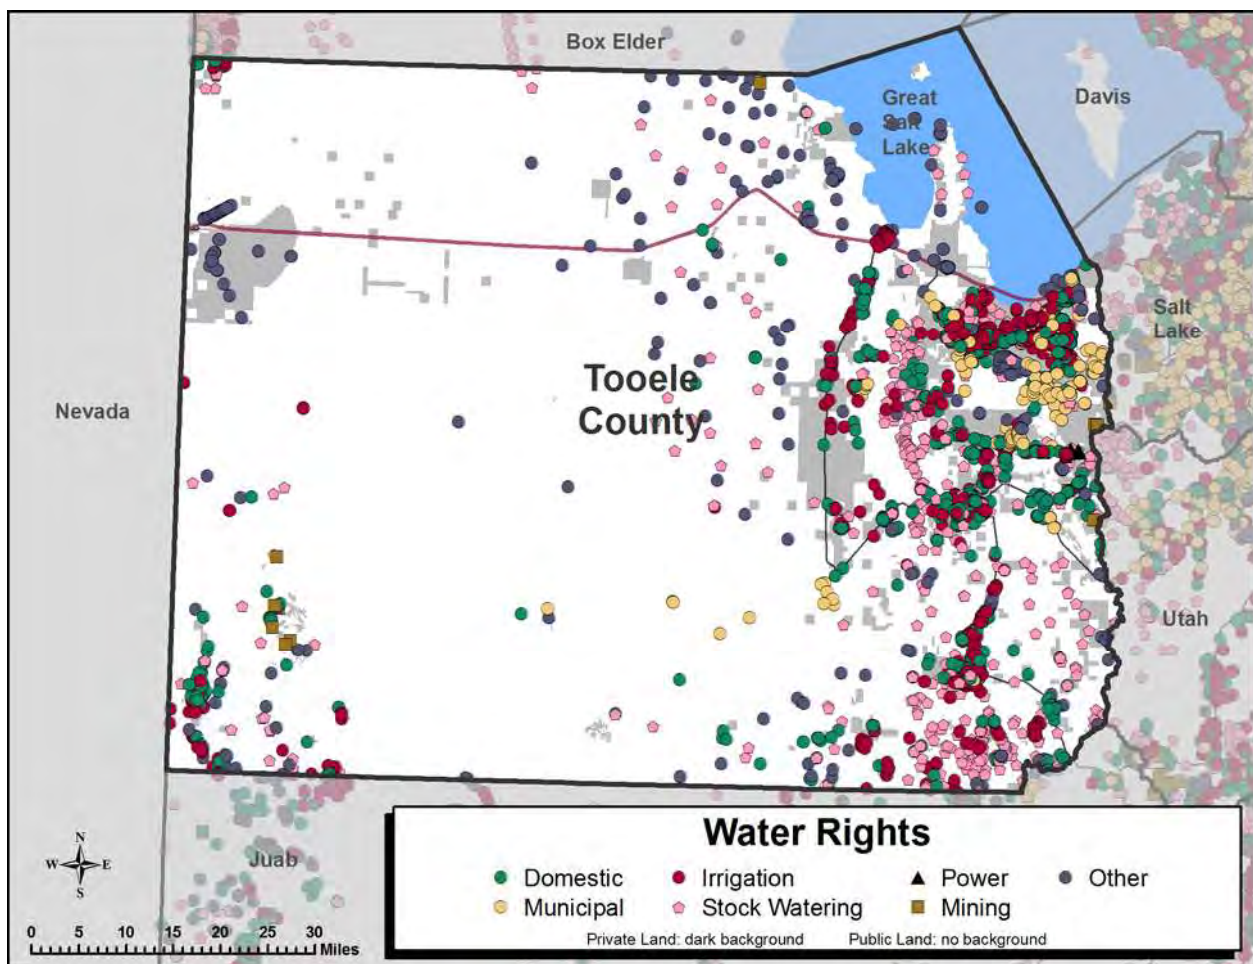 Box Elder
Great
Salt
Lake
Davis
Salt
Lake
Tooele
County
Nevada
Utah
Juab
N
W E
S
0 5 10 15 20 25 30
Miles
Water Rights
Domestic Irrigation Power Other
Municipal Stock Watering Mining
Private Land: dark background Public Land: no background